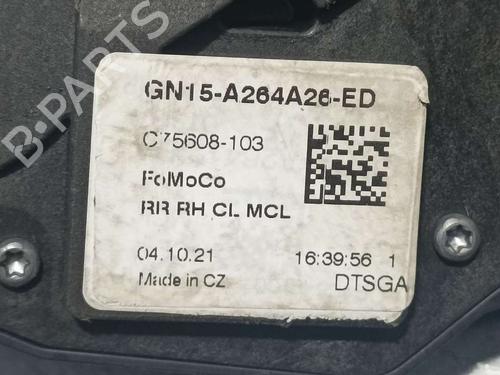 B-PARTS
GN15-A264A26-ED
C75608-103
FoMoCo
RR RH CL MCL
04.10.21 16:39:56 1
Made in CZ DTSGA